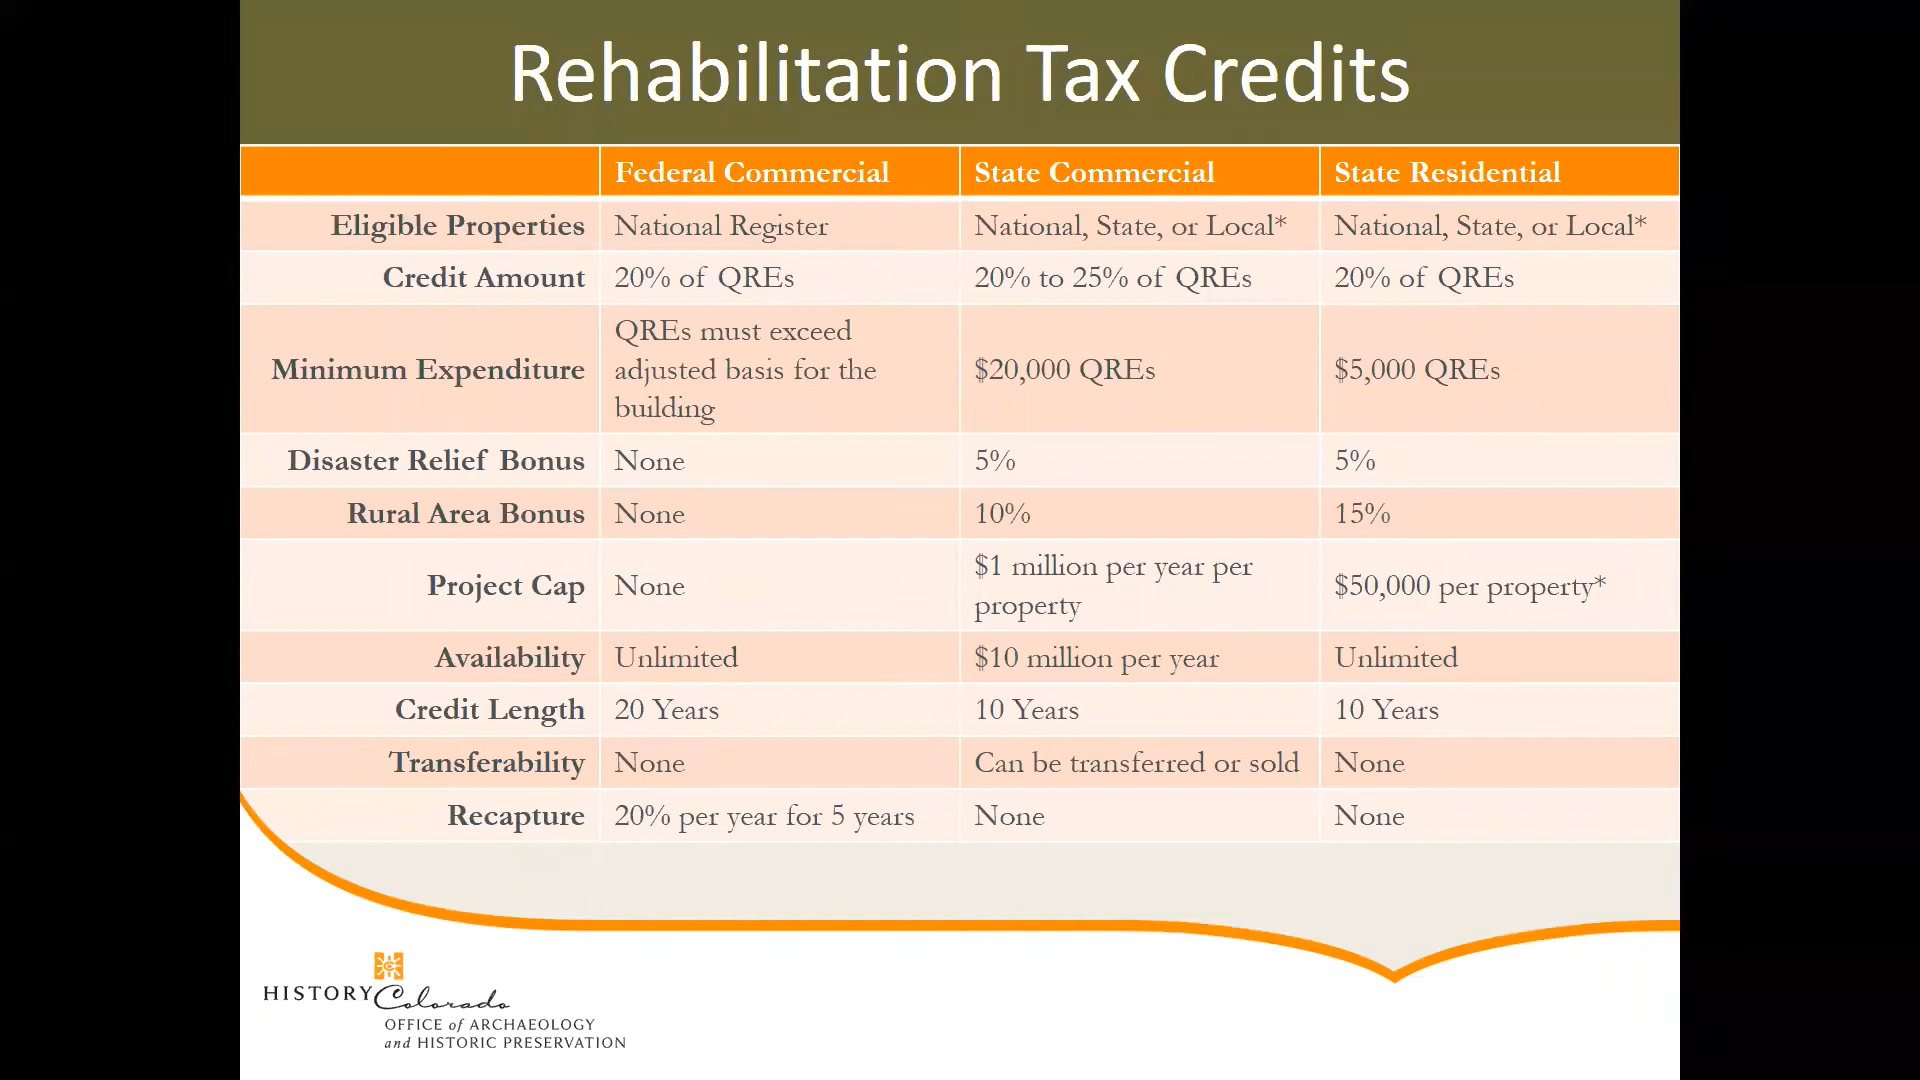 Rehabilitation Tax Credits
Federal Commercial State Commercial State Residential
Eligible Properties National Register National, State, or Local* National, State, or Local*
Credit Amount 20% of QREs 20% to 25% of QREs 20% of QREs
Minimum Expenditure QREs must exceed
adjusted basis for the
building $20,000 QREs $5,000 QREs
Disaster Relief Bonus None 5% 5%
Rural Area Bonus None 10% 15%
Project Cap None $1 million per year per
property $50,000 per property*
Availability Unlimited $10 million per year Unlimited
Credit Length 20 Years 10 Years 10 Years
Transferability None Can be transferred or sold None
Recapture 20% per year for 5 years None None
HISTORY Colorado
OFFICE of ARCHAEOLOGY
and HISTORIC PRESERVATION